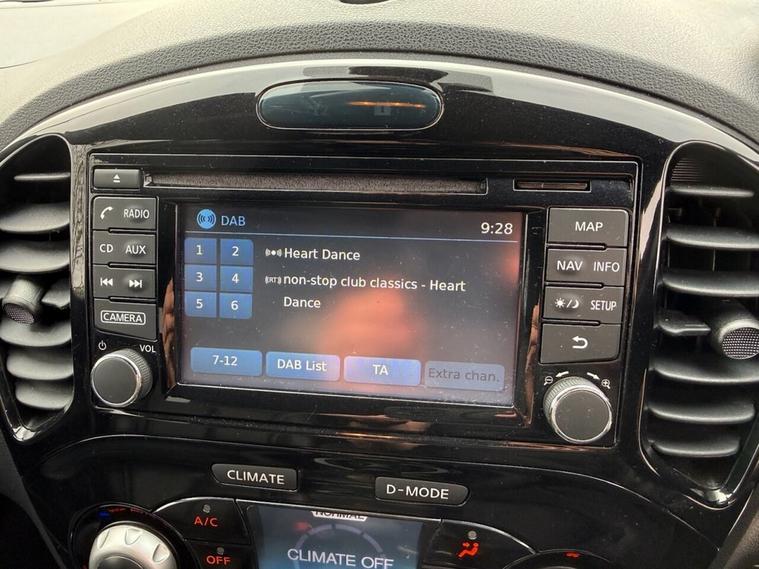 DAB
9:28
1 2
3 4
5 6
Heart Dance
(RT) non-stop club classics - Heart
Dance
7-12 DAB List TA Extra chan.
RADIO
CD AUX
CAMERA
VOL
MAP
NAV INFO
SETUP
CLIMATE
D-MODE
A/C
OFF
NORMAL
CLIMATE OFF